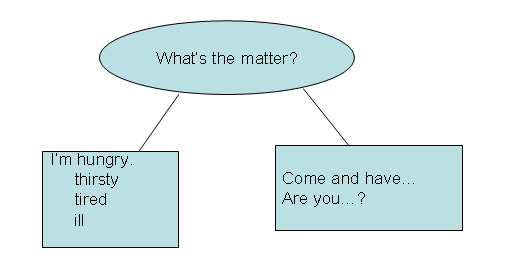 What's the matter?
I'm hungry.
thirsty
tired
ill
Come and have…
Are you…?